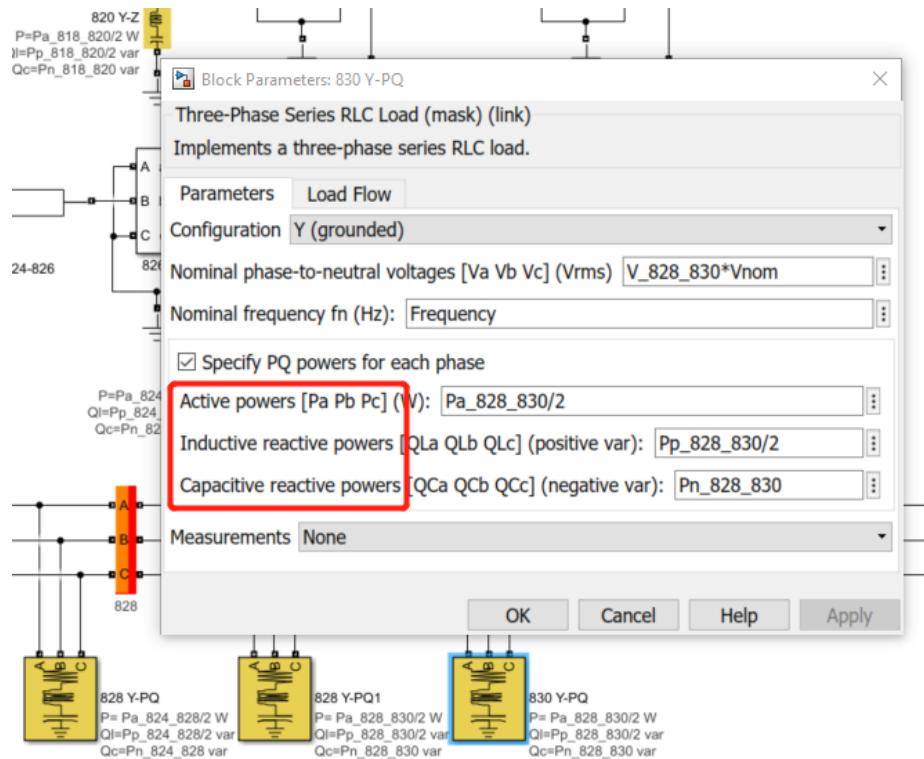 820 Y-Z
P=Pa_818_820/2 W
Ql=Pp_818_820/2 var
Qc=Pn_818_820 var
Block Parameters: 830 Y-PQ
Three-Phase Series RLC Load (mask) (link)
Implements a three-phase series RLC load.
Parameters Load Flow
Configuration Y (grounded)
Nominal phase-to-neutral voltages [Va Vb Vc] (Vrms) V_828_830*Vnom
Nominal frequency fn (Hz): Frequency
Specify PQ powers for each phase
Active powers [Pa Pb Pc] (W): Pa_828_830/2
Inductive reactive powers [QLa QLb QLc] (positive var): Pp_828_830/2
Capacitive reactive powers [QCa QCb QCc] (negative var): Pn_828_830
Measurements None
OK Cancel Help Apply
A
B
C
24-826
826
P=Pa_824
Ql=Pp_824
Qc=Pn_82
A
B
C
828
A B C
828 Y-PQ
P= Pa_824_828/2 W
Ql=Pp_824_828/2 var
Qc=Pn_824_828 var
A B C
828 Y-PQ1
P= Pa_828_830/2 W
Ql=Pp_828_830/2 var
Qc=Pn_828_830 var
A B C
830 Y-PQ
P= Pa_828_830/2 W
Ql=Pp_828_830/2 var
Qc=Pn_828_830 var